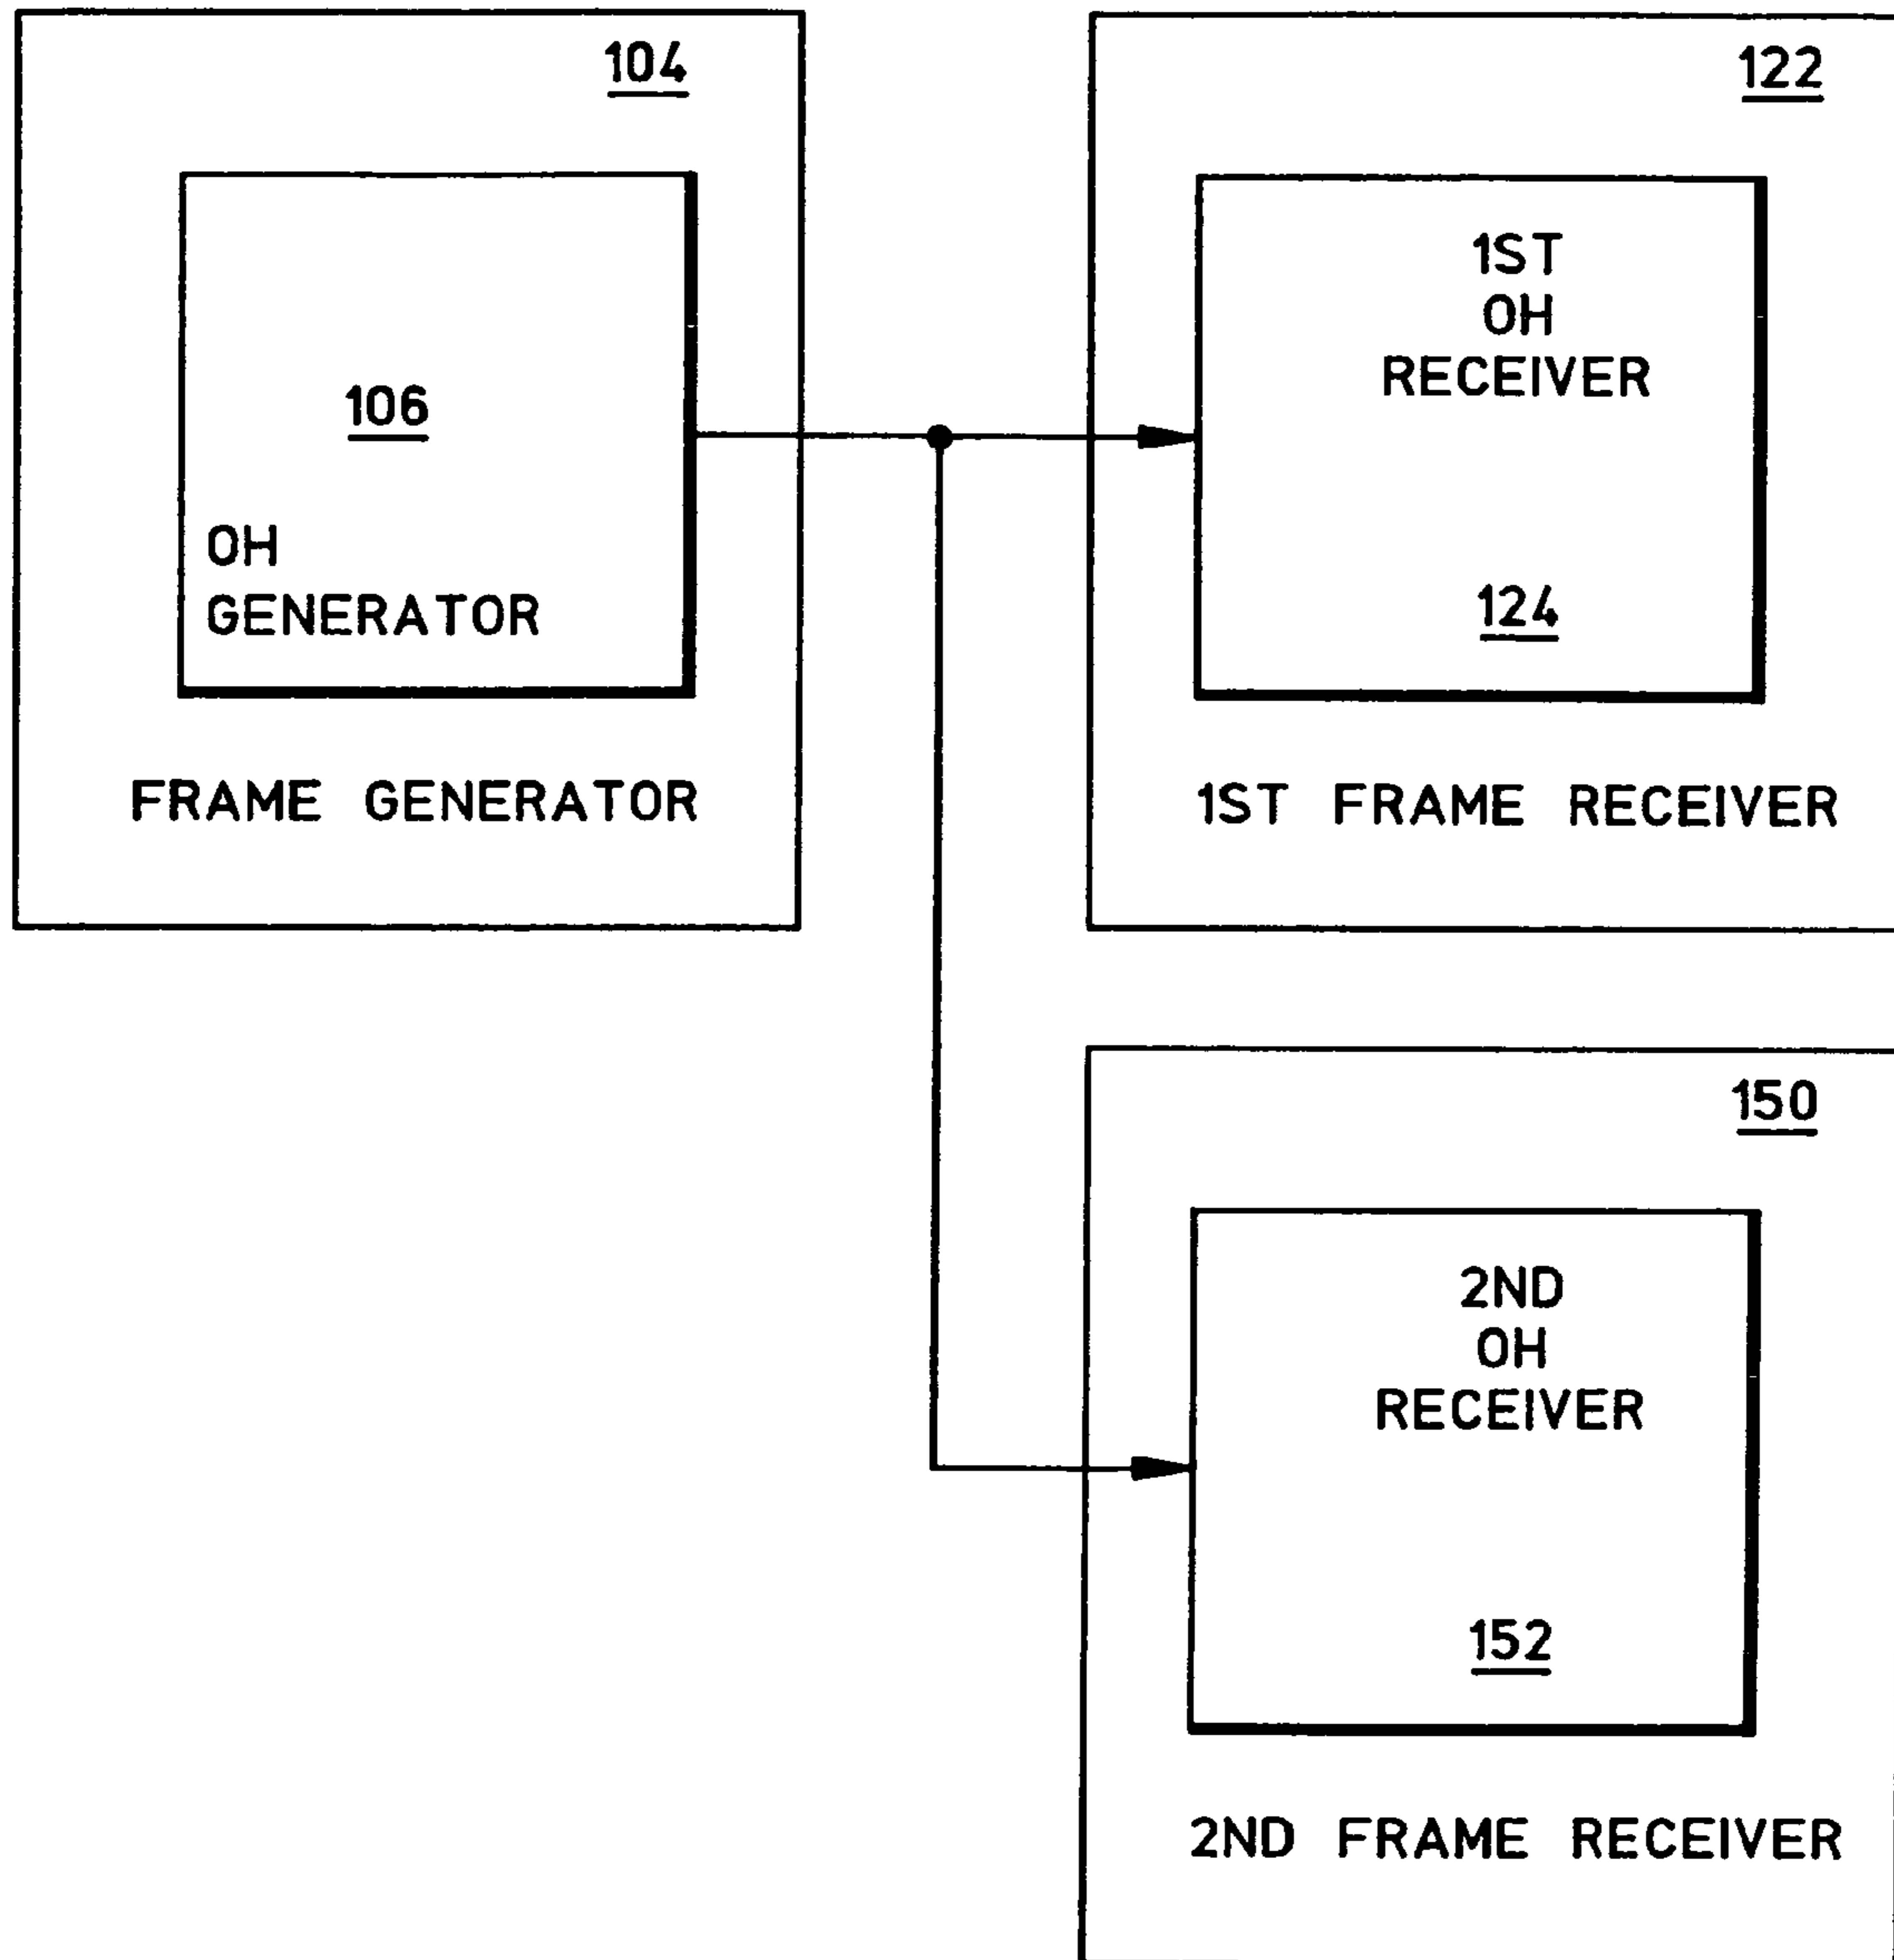 104
106
OH
GENERATOR
FRAME GENERATOR
122
1ST
OH
RECEIVER
124
1ST FRAME RECEIVER
150
2ND
OH
RECEIVER
152
2ND FRAME RECEIVER